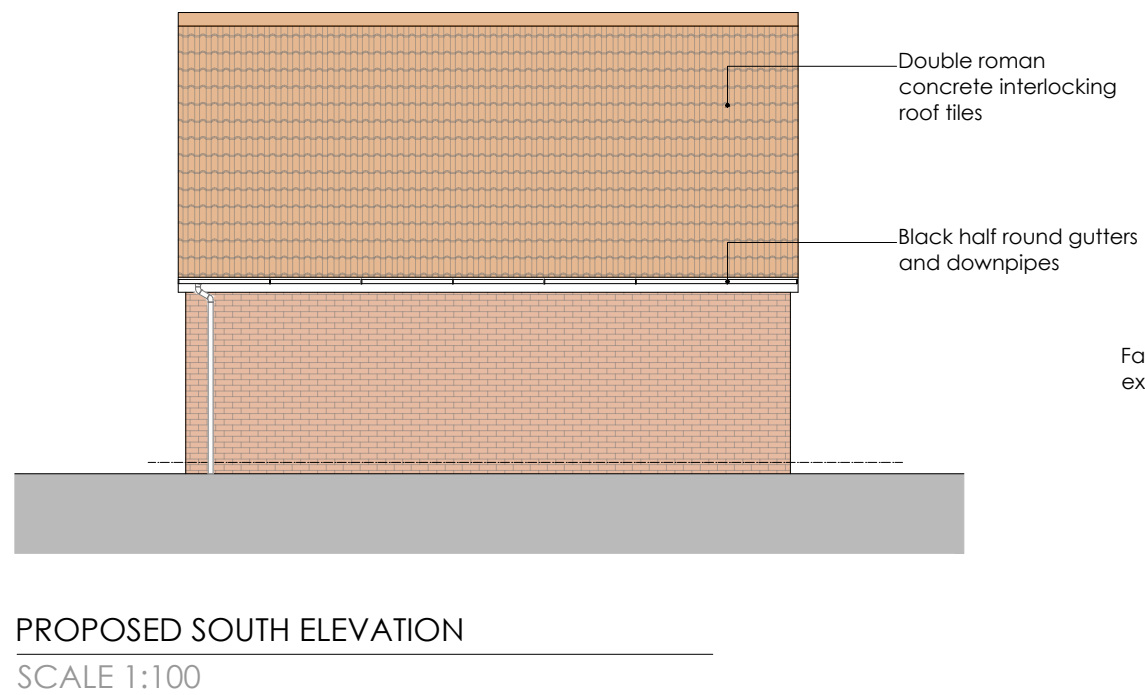 Double roman
concrete interlocking
roof tiles
Black half round gutters
and downpipes
Fa
ex
PROPOSED SOUTH ELEVATION
SCALE 1:100